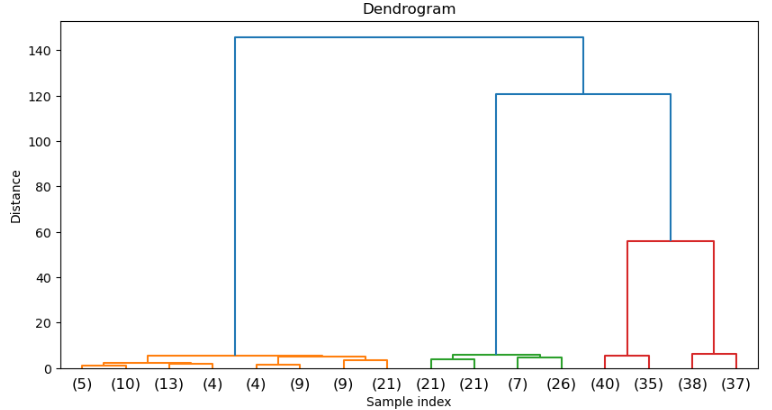 Dendrogram
Distance
140
120
100
80
60
40
20
0
(5) (10) (13) (4) (4) (9) (9) (21) (21) (21) (7) (26) (40) (35) (38) (37)
Sample index